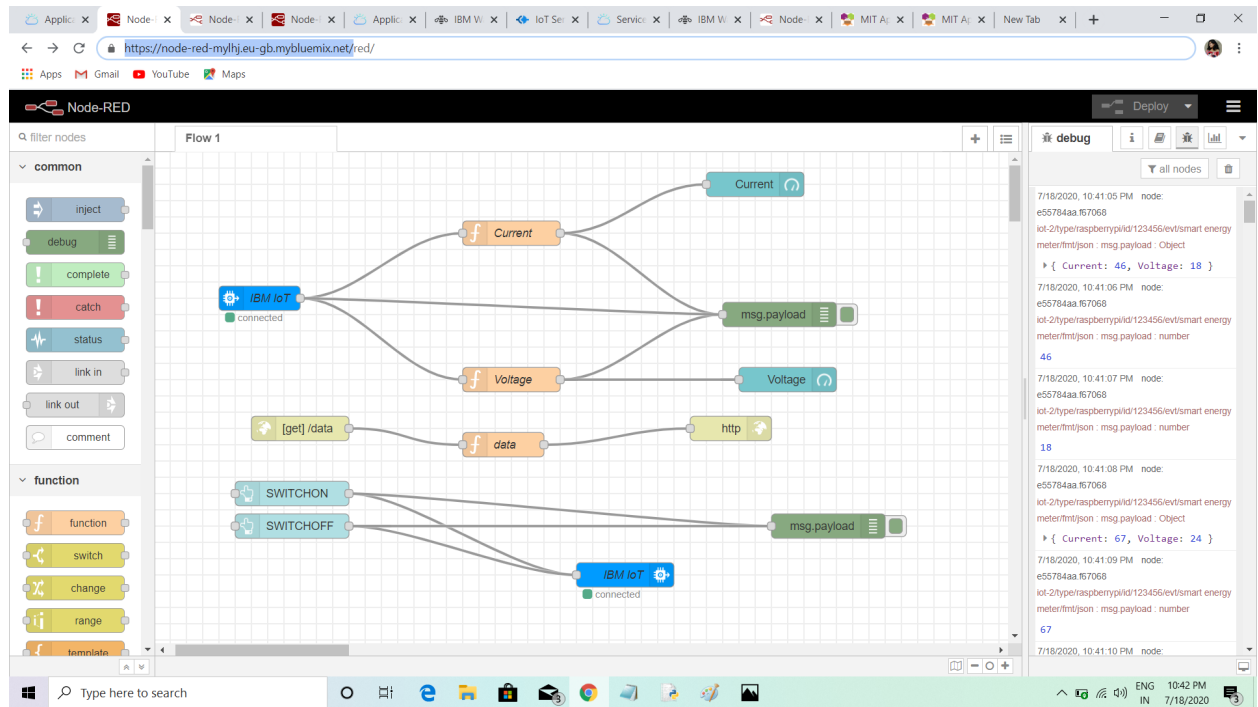 Applic
Node-
Node-
Node-
Applic
IBM W
IoT Ser
Service
IBM W
Node-
MIT Ap
MIT Ap
New Tab
https://node-red-mylhj.eu-gb.mybluemix.net/red/
Apps
Gmail
YouTube
Maps
Node-RED
Deploy
filter nodes
Flow 1
debug
i
common
all nodes
inject
debug
complete
catch
status
link in
link out
comment
function
function
switch
change
range
template
Current
Current
IBM IoT
connected
msg.payload
Voltage
Voltage
[get] /data
data
http
SWITCHON
SWITCHOFF
msg.payload
IBM IoT
connected
7/18/2020, 10:41:05 PM node:
e55784aa.f67068
iot-2/type/raspberrypi/id/123456/evt/smart energy
meter/fmt/json : msg.payload : Object
{ Current: 46, Voltage: 18 }
7/18/2020, 10:41:06 PM node:
e55784aa.f67068
iot-2/type/raspberrypi/id/123456/evt/smart energy
meter/fmt/json : msg.payload : number
46
7/18/2020, 10:41:07 PM node:
e55784aa.f67068
iot-2/type/raspberrypi/id/123456/evt/smart energy
meter/fmt/json : msg.payload : number
18
7/18/2020, 10:41:08 PM node:
e55784aa.f67068
iot-2/type/raspberrypi/id/123456/evt/smart energy
meter/fmt/json : msg.payload : Object
{ Current: 67, Voltage: 24 }
7/18/2020, 10:41:09 PM node:
e55784aa.f67068
iot-2/type/raspberrypi/id/123456/evt/smart energy
meter/fmt/json : msg.payload : number
67
7/18/2020, 10:41:10 PM node:
Type here to search
3
ENG
IN
10:42 PM
7/18/2020
3